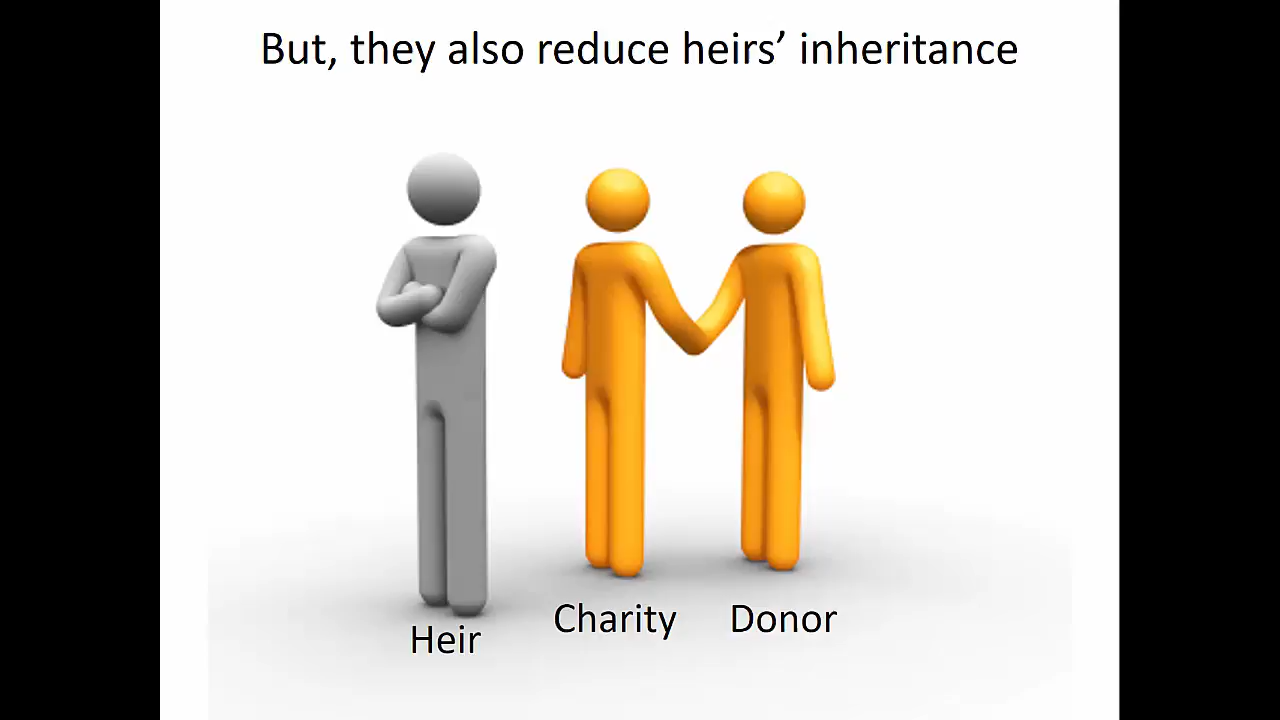 But, they also reduce heirs’ inheritance
Charity Donor
Heir